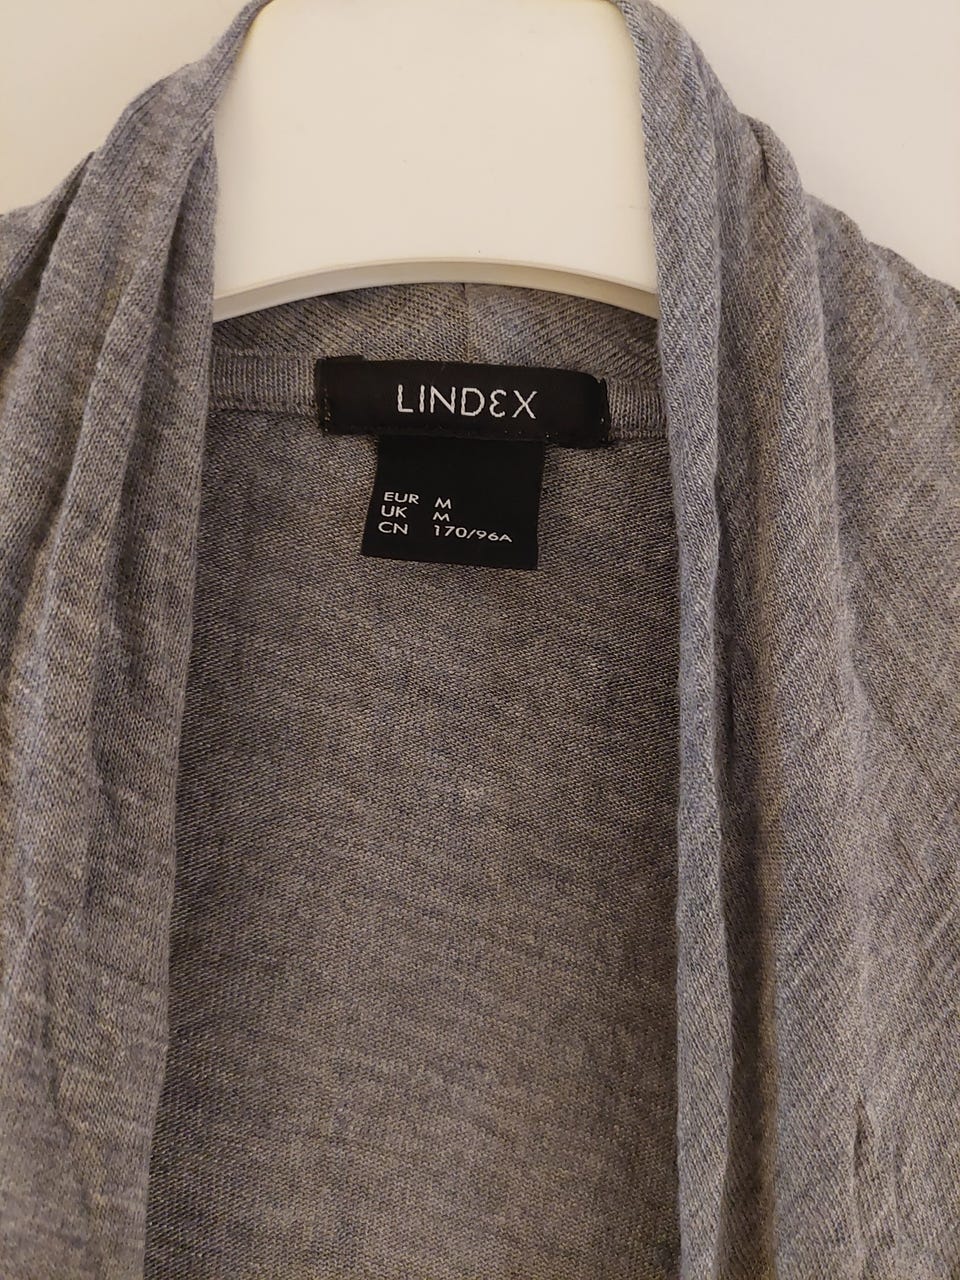 LINDEX
EUR M
UK M
CN 170/96A